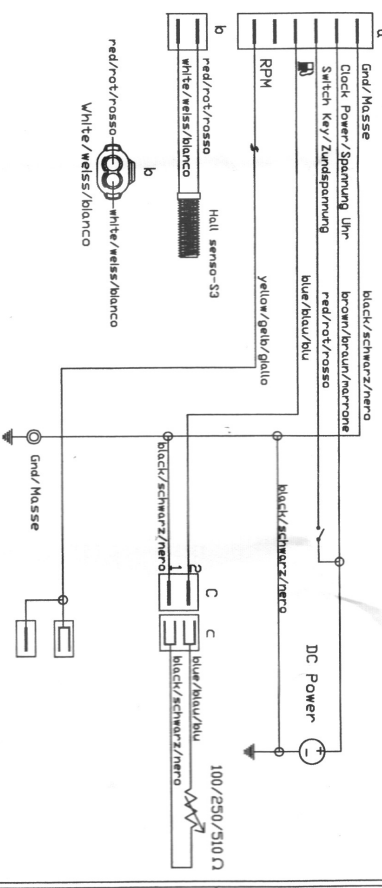 a
Gnd/Masse
black/schwarz/nero
Clock Power/Spannung Uhr
brown/braun/marrone
Switch Key/Zundspannung
red/rot/rosso
blue/blau/blu
RPM
yellow/gelb/giallo
black/schwarz/nero
DC Power
+
-
b
red/rot/rosso
white/weiss/bianco
Hall senso-S3
b
red/rot/rosso
white/weiss/bianco
White/weiss/bianco
Gnd/Masse
black/schwarz/nero
1
2
C
c
blue/blau/blu
black/schwarz/nero
100/250/510 Ω